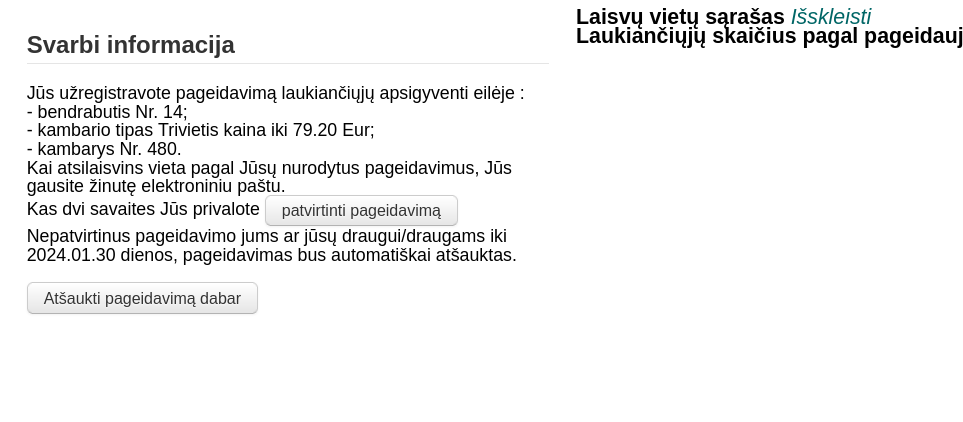 Svarbi informacija
Jūs užregistravote pageidavimą laukiančiųjų apsigyventi eilėje :
- bendrabutis Nr. 14;
- kambario tipas Trivietis kaina iki 79.20 Eur;
- kambarys Nr. 480.
Kai atsilaisvins vieta pagal Jūsų nurodytus pageidavimus, Jūs
gausite žinutę elektroniniu paštu.
Kas dvi savaites Jūs privalote patvirtinti pageidavimą
Nepatvirtinus pageidavimo jums ar jūsų draugui/draugams iki
2024.01.30 dienos, pageidavimas bus automatiškai atšauktas.
Atšaukti pageidavimą dabar
Laisvų vietų sąrašas Išskleisti
Laukiančiųjų skaičius pagal pageidauj